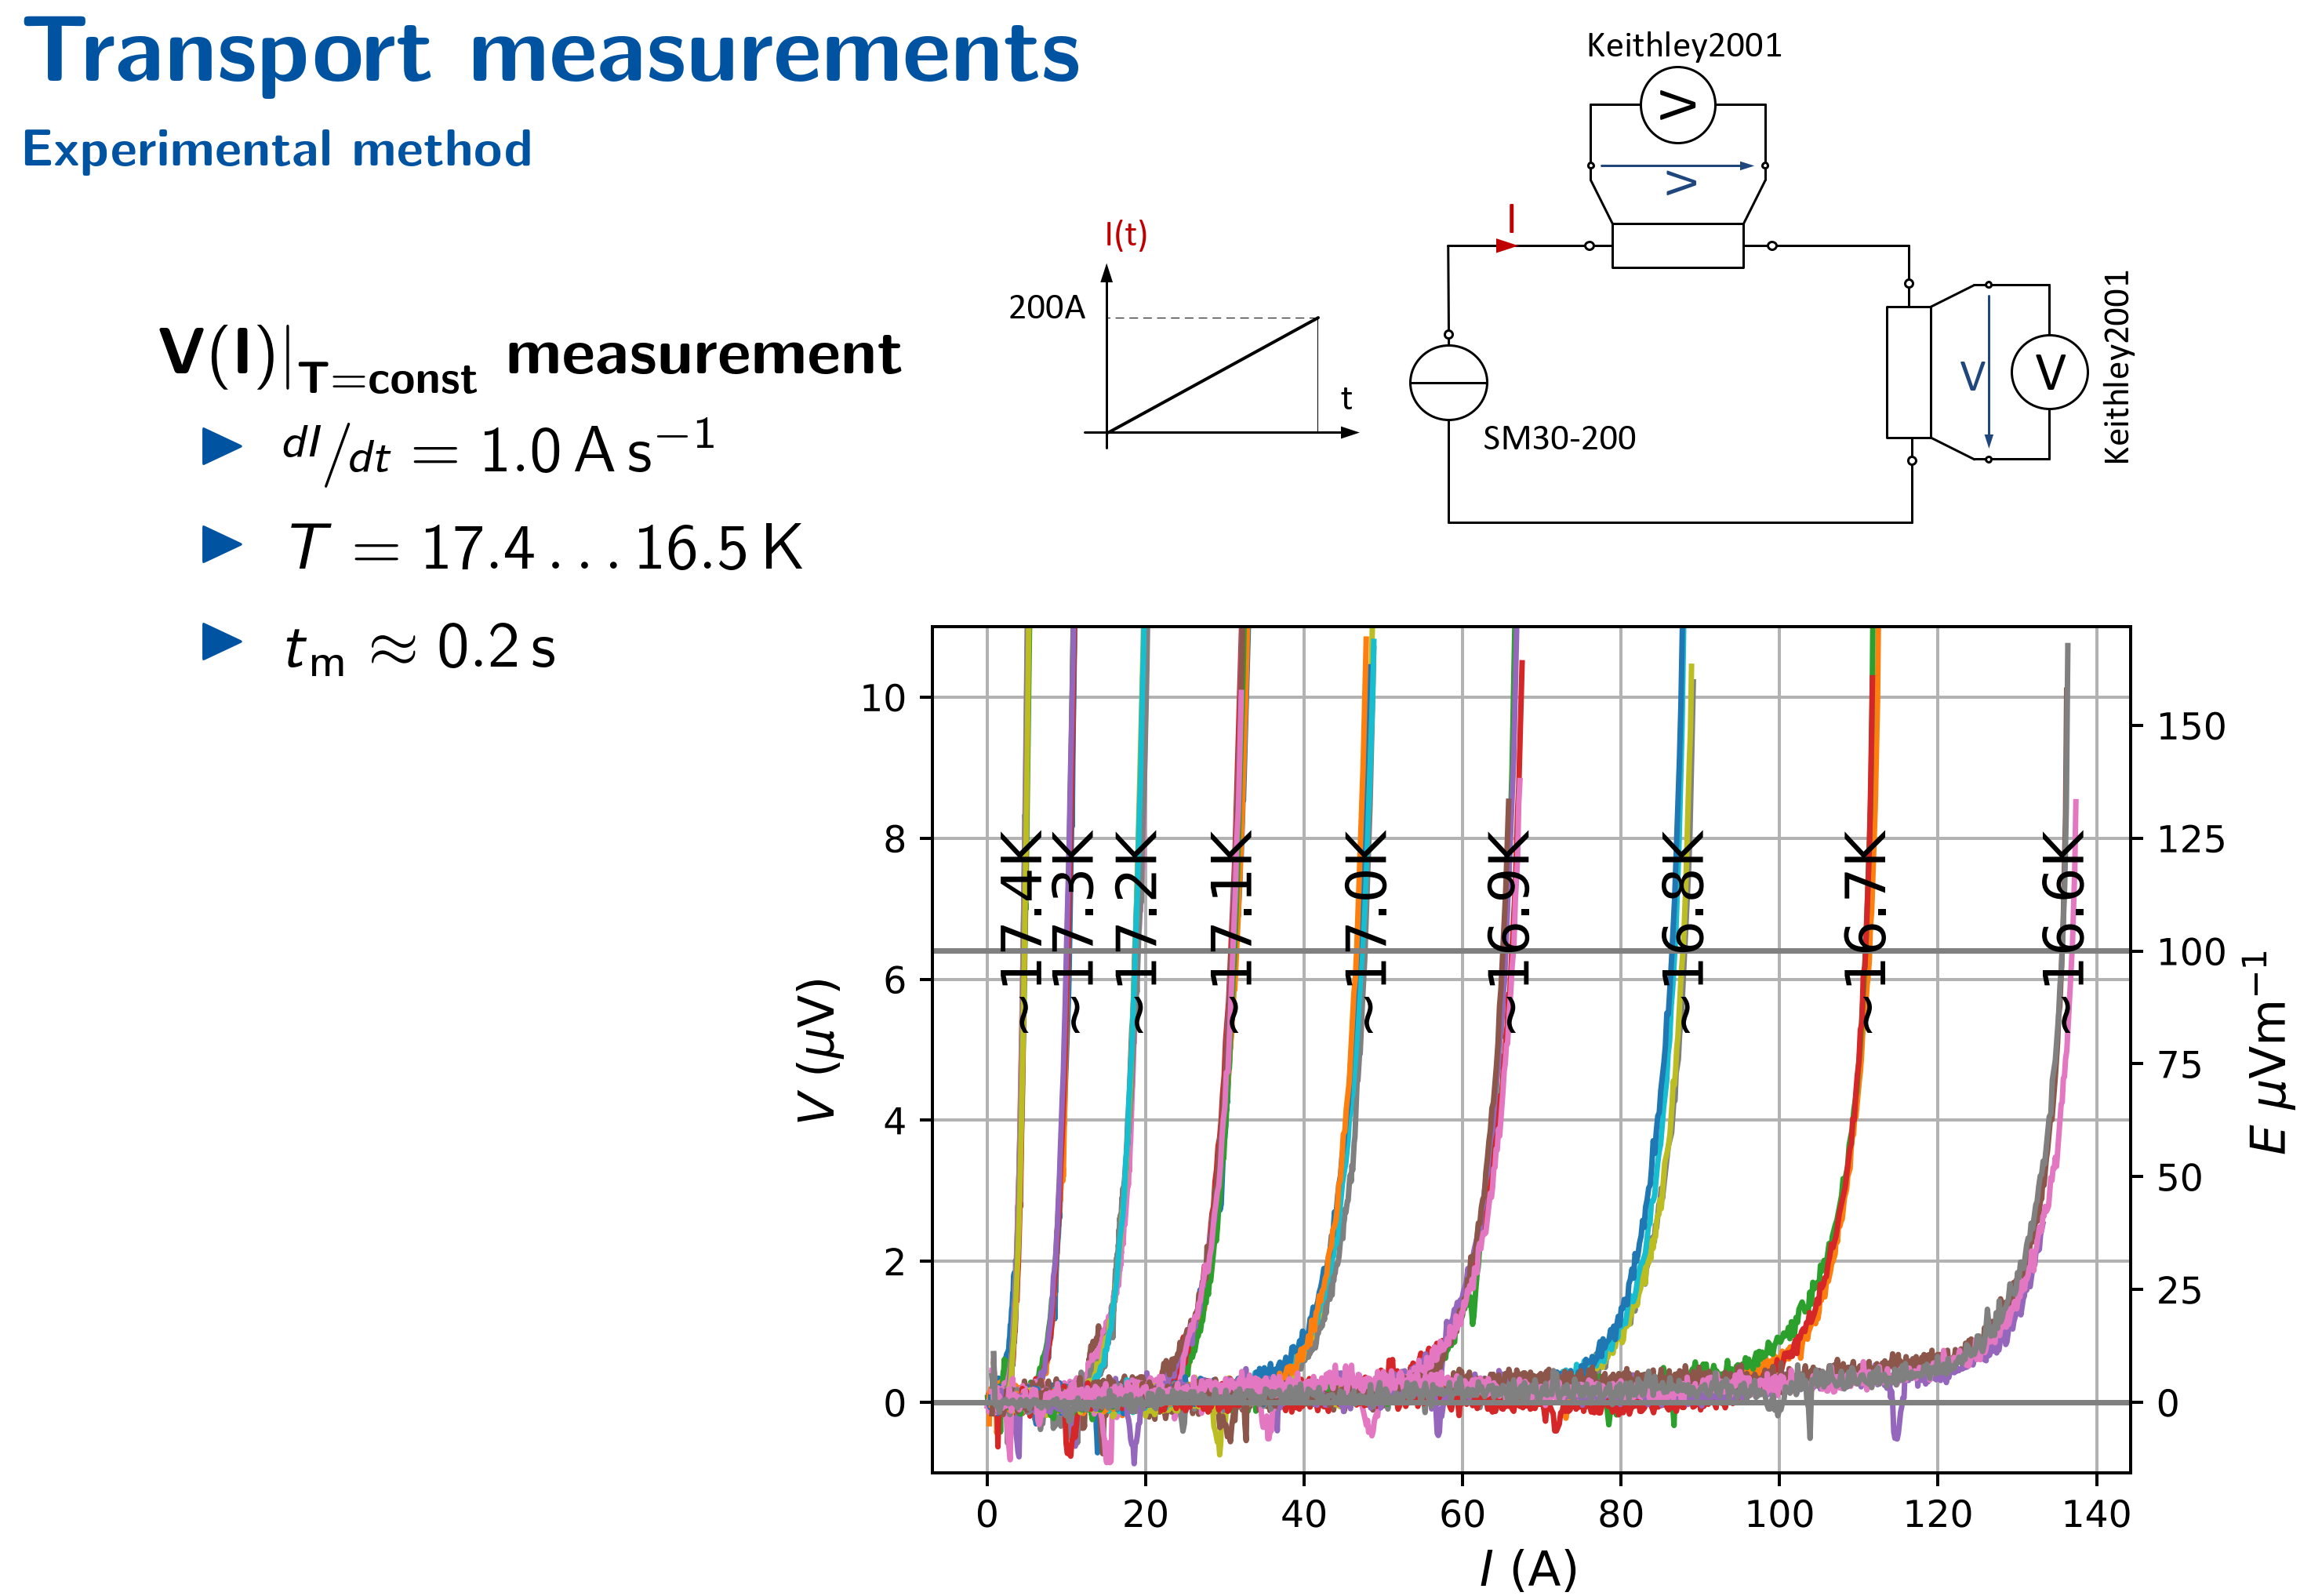 Transport measurements
Experimental method
V(I)|T=const measurement
dI/dt = 1.0 A s−1
T = 17.4 … 16.5 K
tm ≈ 0.2 s
Keithley2001
V
V
I
I(t)
200A
t
SM30-200
V
V
Keithley2001
10
8
6
4
2
0
V (μV)
~17.4K
~17.3K
~17.2K
~17.1K
~17.0K
~16.9K
~16.8K
~16.7K
~16.6K
150
125
100
75
50
25
0
E μVm−1
0 20 40 60 80 100 120 140
I (A)